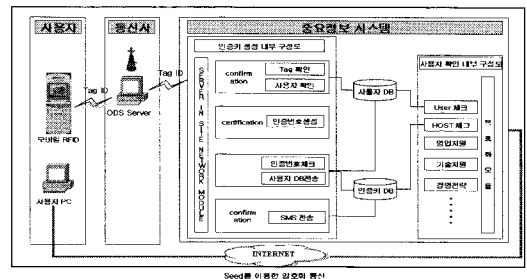 사용자
통신사
중요정보 시스템
인증키 생성 내부 구성도
사용자 확인 내부 구성도
Tag ID
Tag ID
모바일 RFID
ODS Server
사용자 PC
SERVER IN SITE NETWORK MODULE
confirmation
Tag 확인
사용자 확인
certification
인증번호생성
인증번호체크
사용자 DB전송
confirmation
SMS 전송
사용자 DB
인증키 DB
User 체크
HOST 체크
영업지원
기술지원
경영전략
INTERNET
Seed를 이용한 암호화 통신